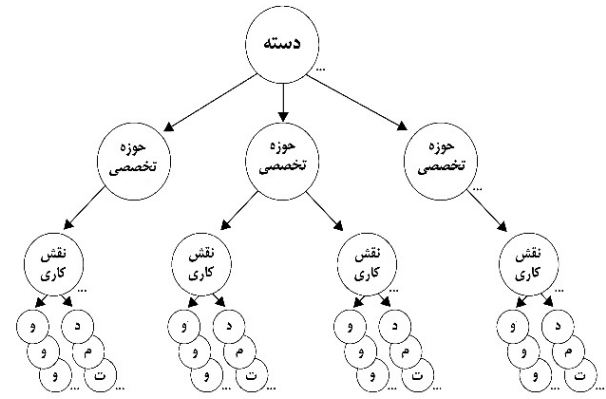 دسته
...
حوزه تخصصی
حوزه تخصصی
حوزه تخصصی
...
نقش کاری
...
نقش کاری
...
نقش کاری
...
نقش کاری
...
د و د و د و د و
م و م و م و م و
ت... و... ت... و... ت... و... ت... و...